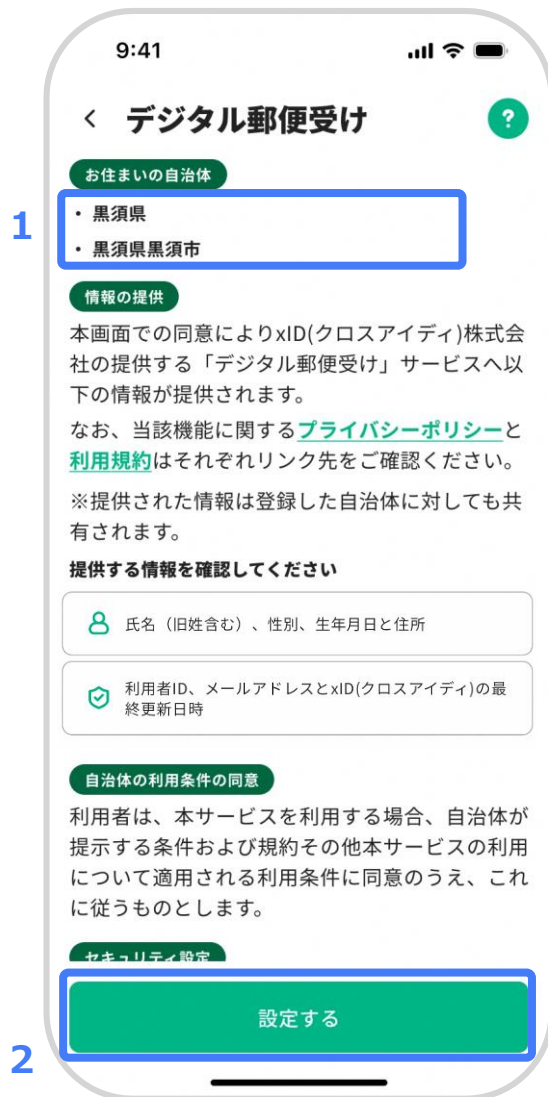 9:41
デジタル郵便受け
?
お住まいの自治体
1
・ 黒須県
・ 黒須県黒須市
情報の提供
本画面での同意によりxID(クロスアイディ)株式会
社の提供する「デジタル郵便受け」サービスへ以
下の情報が提供されます。
なお、当該機能に関するプライバシーポリシーと
利用規約はそれぞれリンク先をご確認ください。
※提供された情報は登録した自治体に対しても共
有されます。
提供する情報を確認してください
氏名（旧姓含む）、性別、生年月日と住所
利用者ID、メールアドレスとxID(クロスアイディ)の最
終更新日時
自治体の利用条件の同意
利用者は、本サービスを利用する場合、自治体が
提示する条件および規約その他本サービスの利用
について適用される利用条件に同意のうえ、これ
に従うものとします。
セキュリティ設定
設定する
2